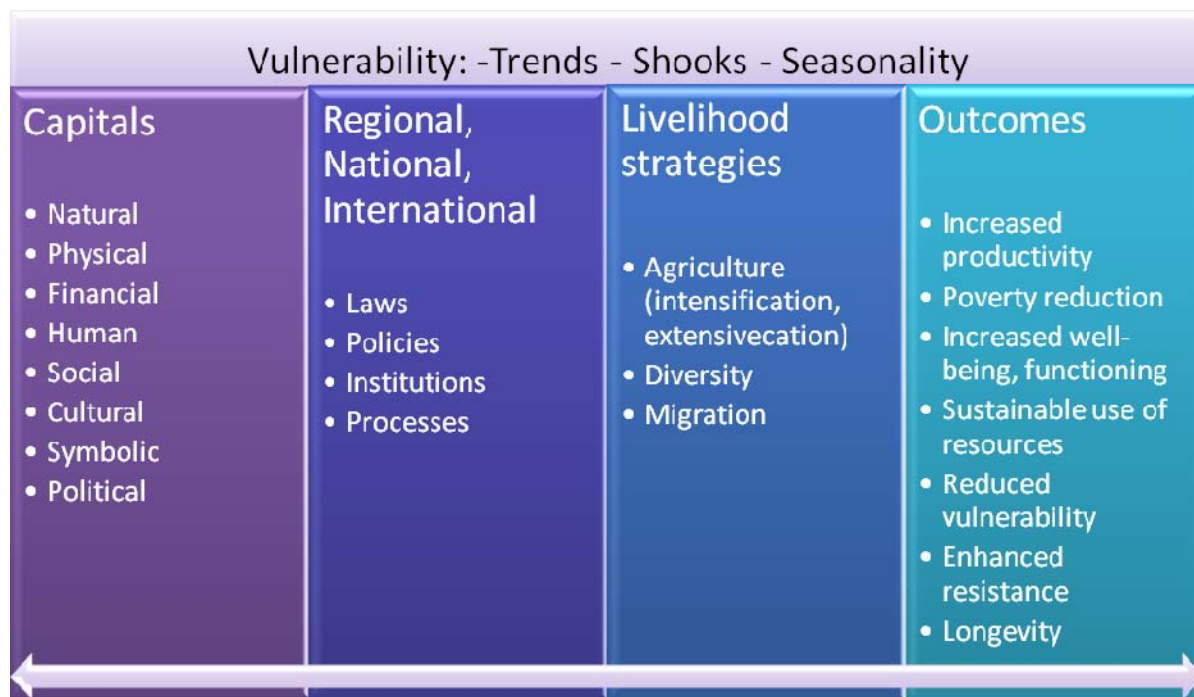 Vulnerability: -Trends - Shooks - Seasonality
Capitals
• Natural
• Physical
• Financial
• Human
• Social
• Cultural
• Symbolic
• Political
Regional,
National,
International
• Laws
• Policies
• Institutions
• Processes
Livelihood
strategies
• Agriculture
(intensification,
extensivecation)
• Diversity
• Migration
Outcomes
• Increased
productivity
• Poverty reduction
• Increased well-
being, functioning
• Sustainable use of
resources
• Reduced
vulnerability
• Enhanced
resistance
• Longevity